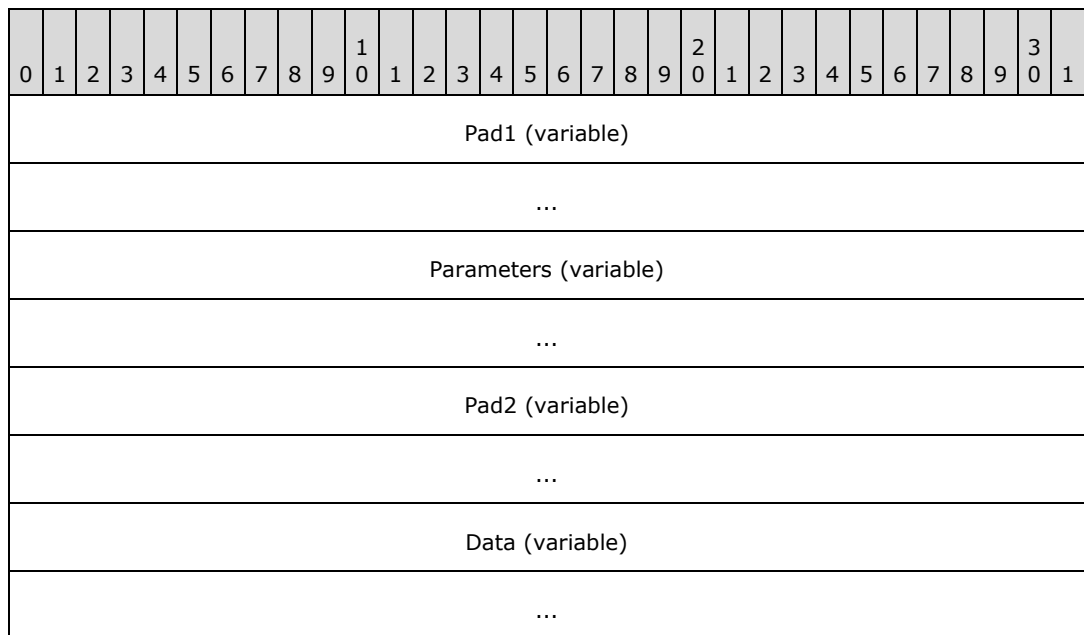 1 2 3
0 1 2 3 4 5 6 7 8 9 0 1 2 3 4 5 6 7 8 9 0 1 2 3 4 5 6 7 8 9 0 1
Pad1 (variable)
...
Parameters (variable)
...
Pad2 (variable)
...
Data (variable)
...